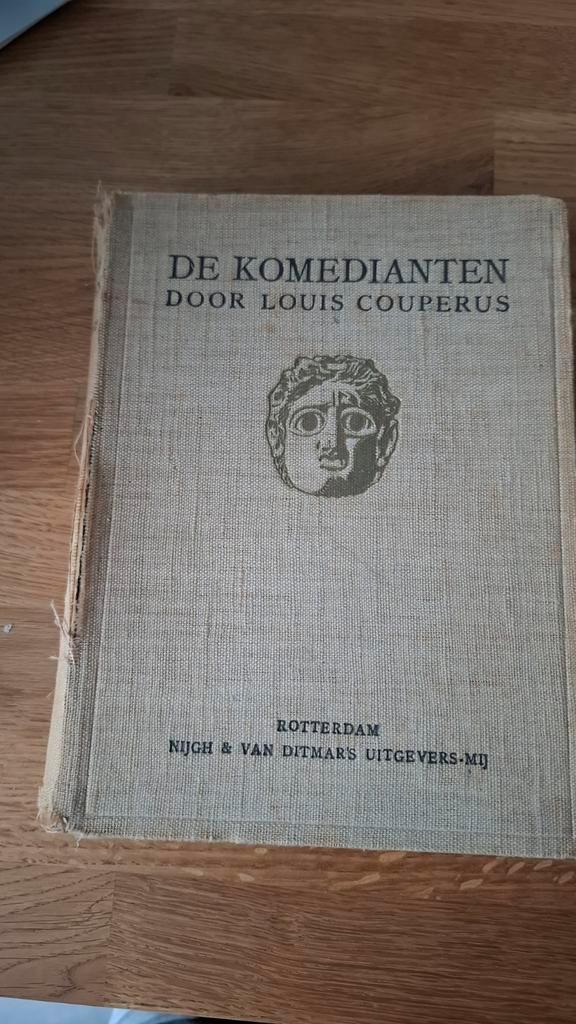 DE KOMEDIANTEN
DOOR LOUIS COUPERUS
ROTTERDAM
NIJGH & VAN DITMAR'S UITGEVERS-MIJ